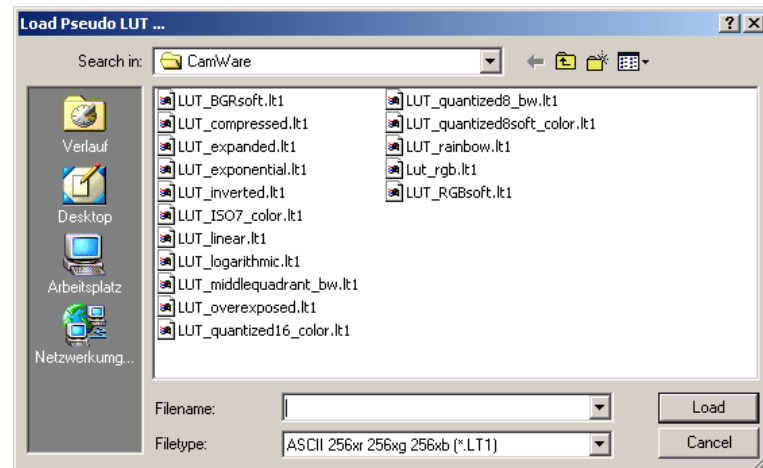 Load Pseudo LUT ...
Search in: CamWare
Verlauf
Desktop
Arbeitsplatz
Netzwerkumg...
LUT_BGRsoft.lt1
LUT_compressed.lt1
LUT_expanded.lt1
LUT_exponential.lt1
LUT_inverted.lt1
LUT_ISO7_color.lt1
LUT_linear.lt1
LUT_logarithmic.lt1
LUT_middlequadrant_bw.lt1
LUT_overexposed.lt1
LUT_quantized16_color.lt1
LUT_quantized8_bw.lt1
LUT_quantized8soft_color.lt1
LUT_rainbow.lt1
Lut_rgb.lt1
LUT_RGBsoft.lt1
Filename:
Load
Filetype: ASCII 256xr 256xg 256xb (*.LT1)
Cancel